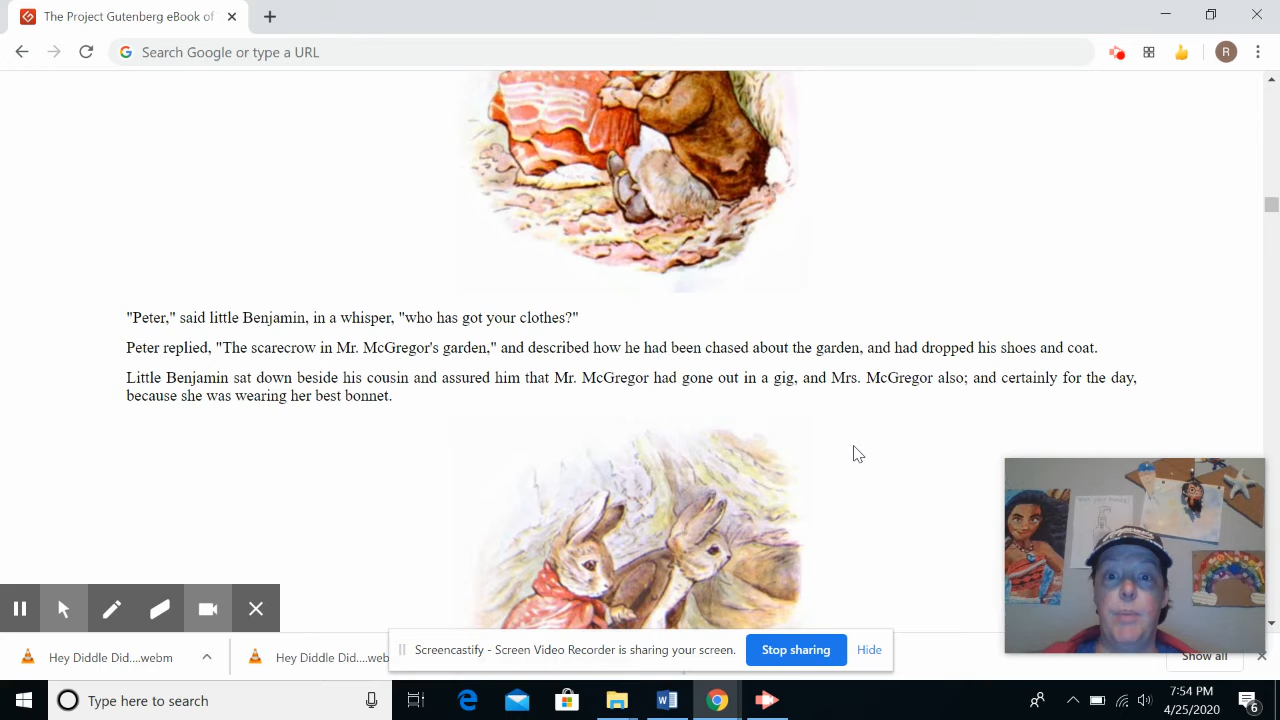 The Project Gutenberg eBook of
Search Google or type a URL
R
"Peter," said little Benjamin, in a whisper, "who has got your clothes?"
Peter replied, "The scarecrow in Mr. McGregor's garden," and described how he had been chased about the garden, and had dropped his shoes and coat.
Little Benjamin sat down beside his cousin and assured him that Mr. McGregor had gone out in a gig, and Mrs. McGregor also; and certainly for the day,
because she was wearing her best bonnet.
Hey Diddle Did....webm
Hey Diddle Did....web
Screencastify - Screen Video Recorder is sharing your screen.
Stop sharing
Hide
Show all
Type here to search
7:54 PM
4/25/2020
6